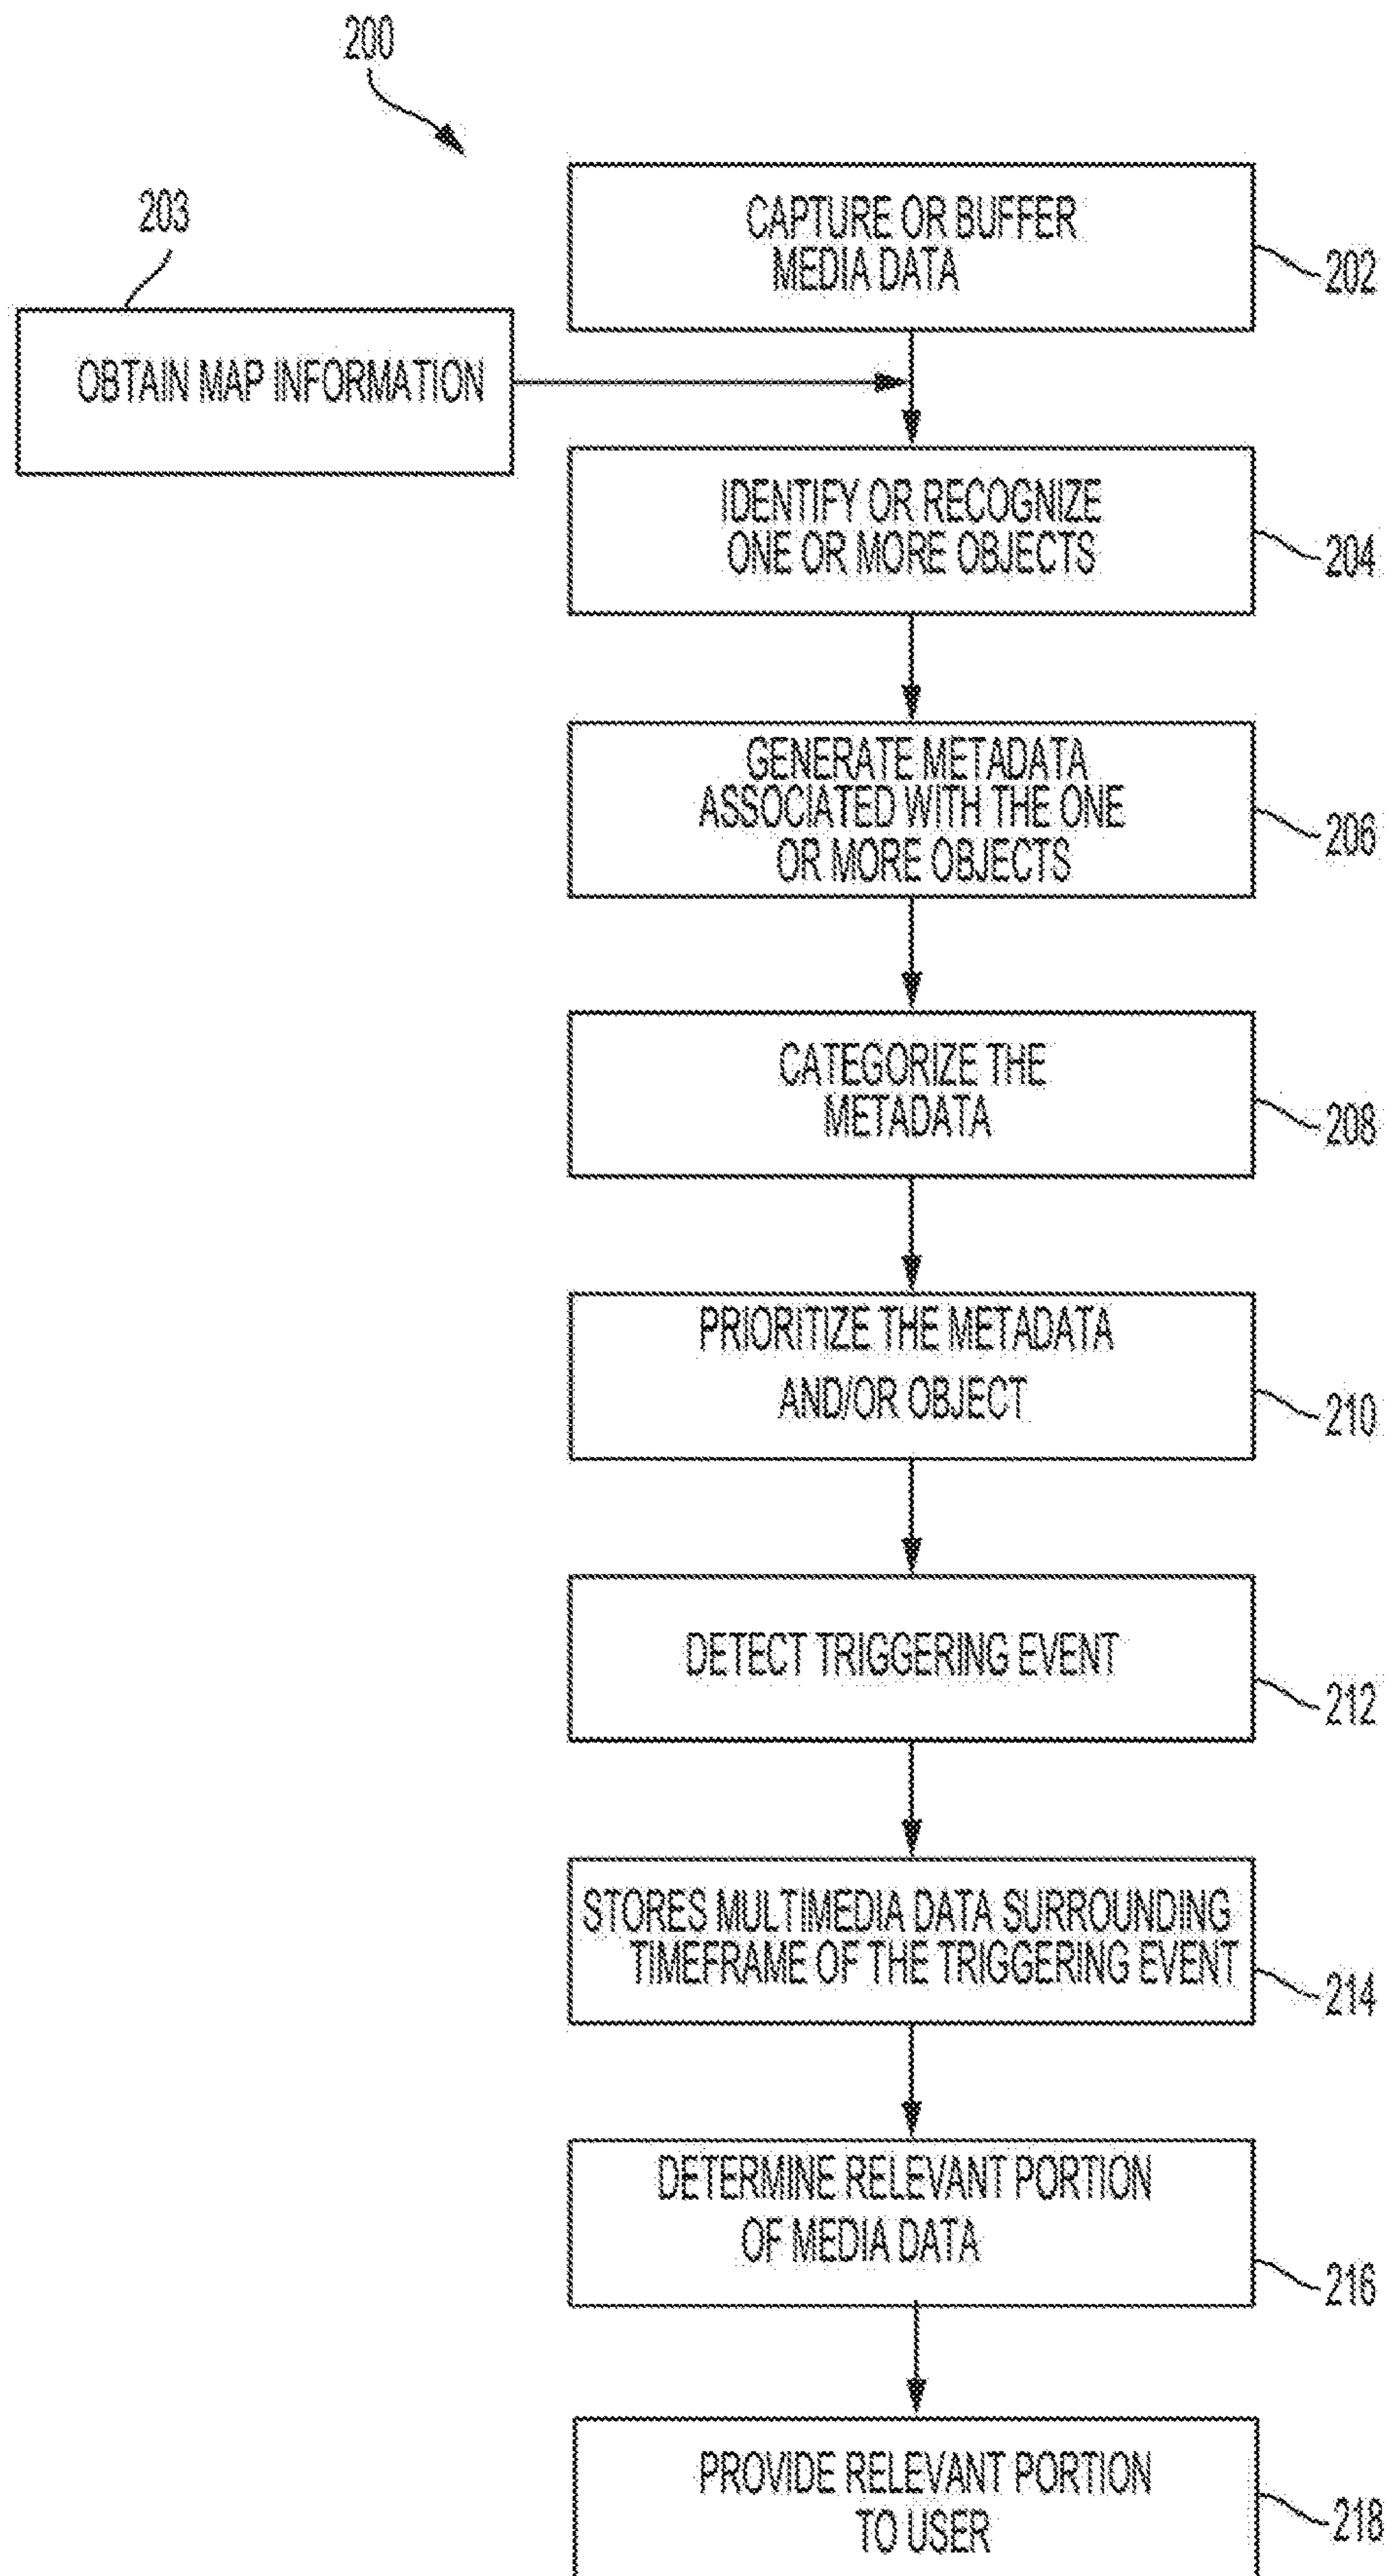 200
CAPTURE OR BUFFER
MEDIA DATA
202
203
OBTAIN MAP INFORMATION
IDENTIFY OR RECOGNIZE
ONE OR MORE OBJECTS
204
GENERATE METADATA
ASSOCIATED WITH THE ONE
OR MORE OBJECTS
206
CATEGORIZE THE
METADATA
208
PRIORITIZE THE METADATA
AND/OR OBJECT
210
DETECT TRIGGERING EVENT
212
STORES MULTIMEDIA DATA SURROUNDING
TIMEFRAME OF THE TRIGGERING EVENT
214
DETERMINE RELEVANT PORTION
OF MEDIA DATA
216
PROVIDE RELEVANT PORTION
TO USER
218